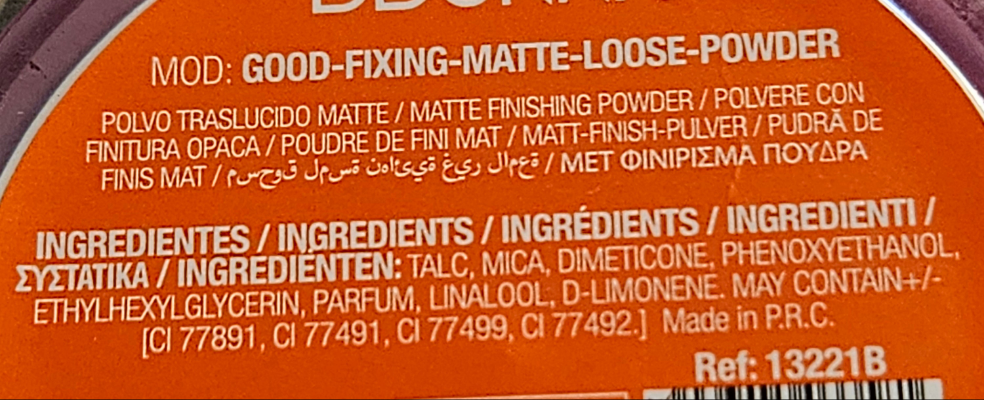 MOD: GOOD-FIXING-MATTE-LOOSE-POWDER
POLVO TRASLUCIDO MATTE / MATTE FINISHING POWDER / POLVERE CON
FINITURA OPACA / POUDRE DE FINI MAT / MATT-FINISH-PULVER / PUDRĂ DE
FINIS MAT / مسحوق لمسة نهائية غير لامعة / ΜΕΤ ΦΙΝΙΡΙΣΜΑ ΠΟΥΔΡΑ
INGREDIENTES / INGREDIENTS / INGRÉDIENTS / INGREDIENTI /
ΣΥΣΤΑΤΙΚΑ / INGREDIENTEN: TALC, MICA, DIMETICONE, PHENOXYETHANOL,
ETHYLHEXYLGLYCERIN, PARFUM, LINALOOL, D-LIMONENE. MAY CONTAIN+/-
[CI 77891, CI 77491, CI 77499, CI 77492.] Made in P.R.C.
Ref: 13221B